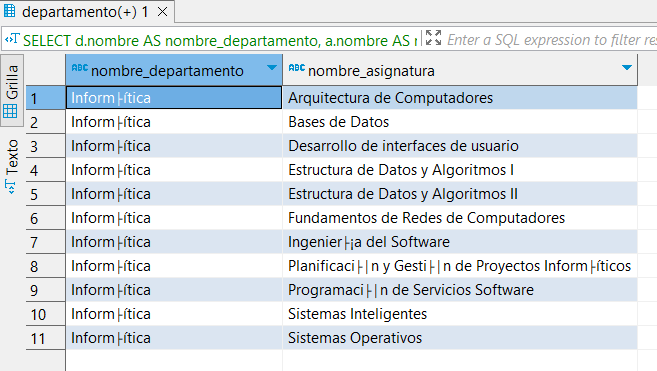 departamento(+) 1
SELECT d.nombre AS nombre_departamento, a.nombre AS r Enter a SQL expression to filter res
Grilla
Texto
ABC nombre_departamento ABC nombre_asignatura
1 Inform├ítica Arquitectura de Computadores
2 Inform├ítica Bases de Datos
3 Inform├ítica Desarrollo de interfaces de usuario
4 Inform├ítica Estructura de Datos y Algoritmos I
5 Inform├ítica Estructura de Datos y Algoritmos II
6 Inform├ítica Fundamentos de Redes de Computadores
7 Inform├ítica Ingenier├¡a del Software
8 Inform├ítica Planificaci├|n y Gesti├|n de Proyectos Inform├íticos
9 Inform├ítica Programaci├|n de Servicios Software
10 Inform├ítica Sistemas Inteligentes
11 Inform├ítica Sistemas Operativos